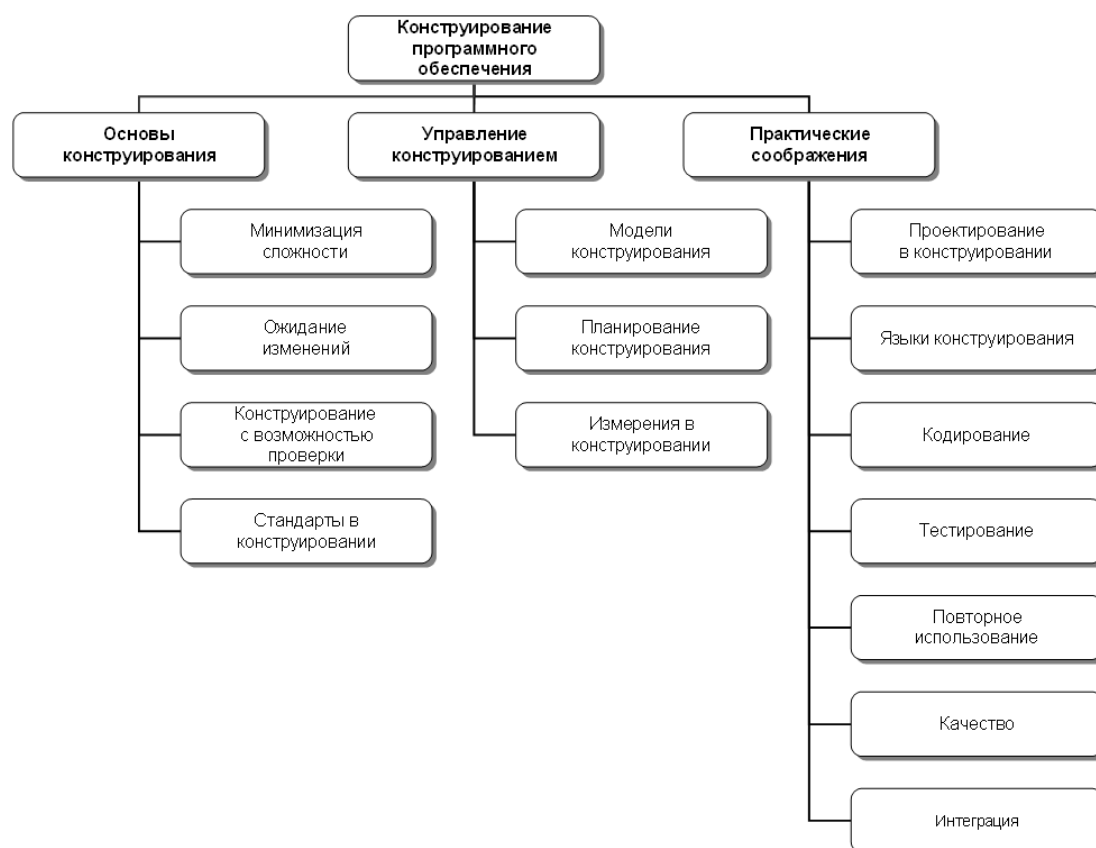 Конструирование
программного
обеспечения
Основы
конструирования
Управление
конструированием
Практические
соображения
Минимизация
сложности
Ожидание
изменений
Конструирование
с возможностью
проверки
Стандарты в
конструировании
Модели
конструирования
Планирование
конструирования
Измерения в
конструировании
Проектирование
в конструировании
Языки конструирования
Кодирование
Тестирование
Повторное
использование
Качество
Интеграция